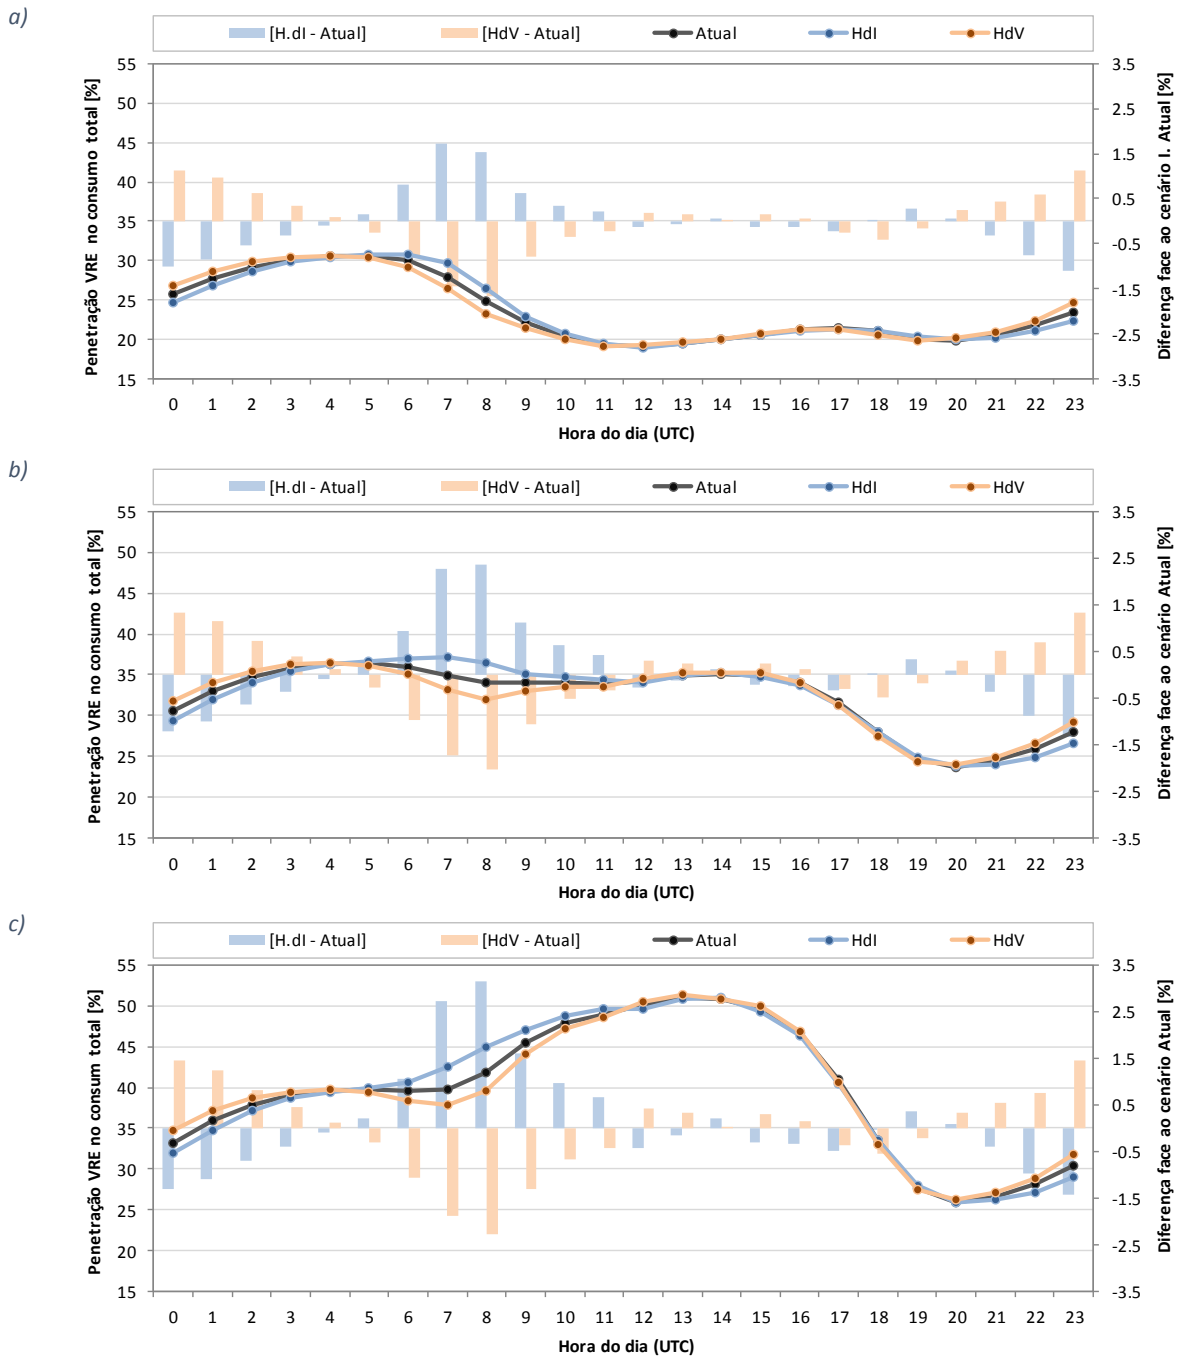 a)
[H.dI - Atual] [HdV - Atual] Atual HdI HdV
Penetração VRE no consumo total [%]
55
50
45
40
35
30
25
20
15
3.5
2.5
1.5
0.5
-0.5
-1.5
-2.5
-3.5
Diferença face ao cenário I. Atual [%]
0 1 2 3 4 5 6 7 8 9 10 11 12 13 14 15 16 17 18 19 20 21 22 23
Hora do dia (UTC)
b)
[H.dI - Atual] [HdV - Atual] Atual HdI HdV
Penetração VRE no consumo total [%]
55
50
45
40
35
30
25
20
15
3.5
2.5
1.5
0.5
-0.5
-1.5
-2.5
-3.5
Diferença face ao cenário Atual [%]
0 1 2 3 4 5 6 7 8 9 10 11 12 13 14 15 16 17 18 19 20 21 22 23
Hora do dia (UTC)
c)
[H.dI - Atual] [HdV - Atual] Atual HdI HdV
Penetração VRE no consum total [%]
55
50
45
40
35
30
25
20
15
3.5
2.5
1.5
0.5
-0.5
-1.5
-2.5
-3.5
Diferença face ao cenário Atual [%]
0 1 2 3 4 5 6 7 8 9 10 11 12 13 14 15 16 17 18 19 20 21 22 23
Hora do dia (UTC)